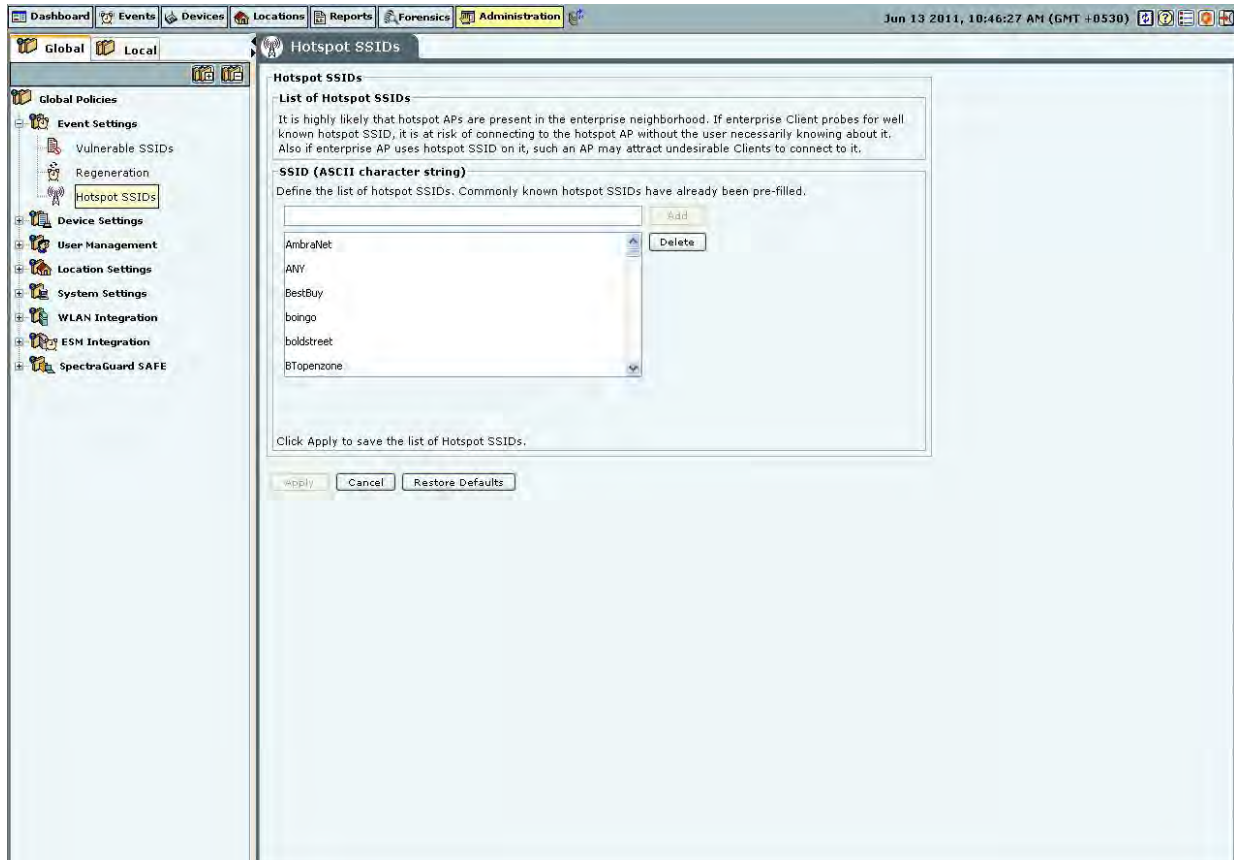 Dashboard Events Devices Locations Reports Forensics Administration Jun 13 2011, 10:46:27 AM (GMT +0530)
Global Local
Hotspot SSIDs
Global Policies
Event Settings
Vulnerable SSIDs
Regeneration
Hotspot SSIDs
Device Settings
User Management
Location Settings
System Settings
WLAN Integration
ESM Integration
SpectraGuard SAFE
Hotspot SSIDs
List of Hotspot SSIDs
It is highly likely that hotspot APs are present in the enterprise neighborhood. If enterprise Client probes for well
known hotspot SSID, it is at risk of connecting to the hotspot AP without the user necessarily knowing about it.
Also if enterprise AP uses hotspot SSID on it, such an AP may attract undesirable Clients to connect to it.
SSID (ASCII character string)
Define the list of hotspot SSIDs. Commonly known hotspot SSIDs have already been pre-filled.
Add
AmbraNet
Delete
ANY
BestBuy
boingo
boldstreet
BTopenzone
Click Apply to save the list of Hotspot SSIDs.
Apply Cancel Restore Defaults